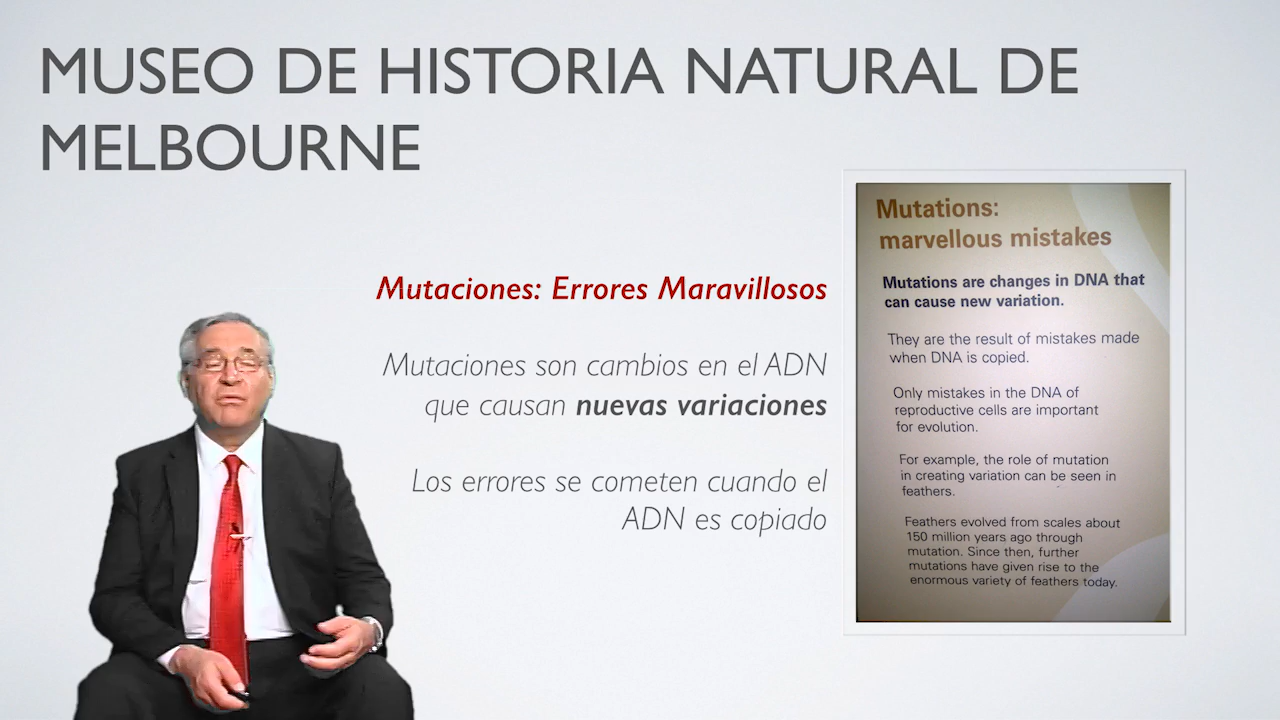 MUSEO DE HISTORIA NATURAL DE
MELBOURNE
Mutaciones: Errores Maravillosos
Mutaciones son cambios en el ADN
que causan nuevas variaciones
Los errores se cometen cuando el
ADN es copiado
Mutations:
marvellous mistakes
Mutations are changes in DNA that
can cause new variation.
They are the result of mistakes made
when DNA is copied.
Only mistakes in the DNA of
reproductive cells are important
for evolution.
For example, the role of mutation
in creating variation can be seen in
feathers.
Feathers evolved from scales about
150 million years ago through
mutation. Since then, further
mutations have given rise to the
enormous variety of feathers today.